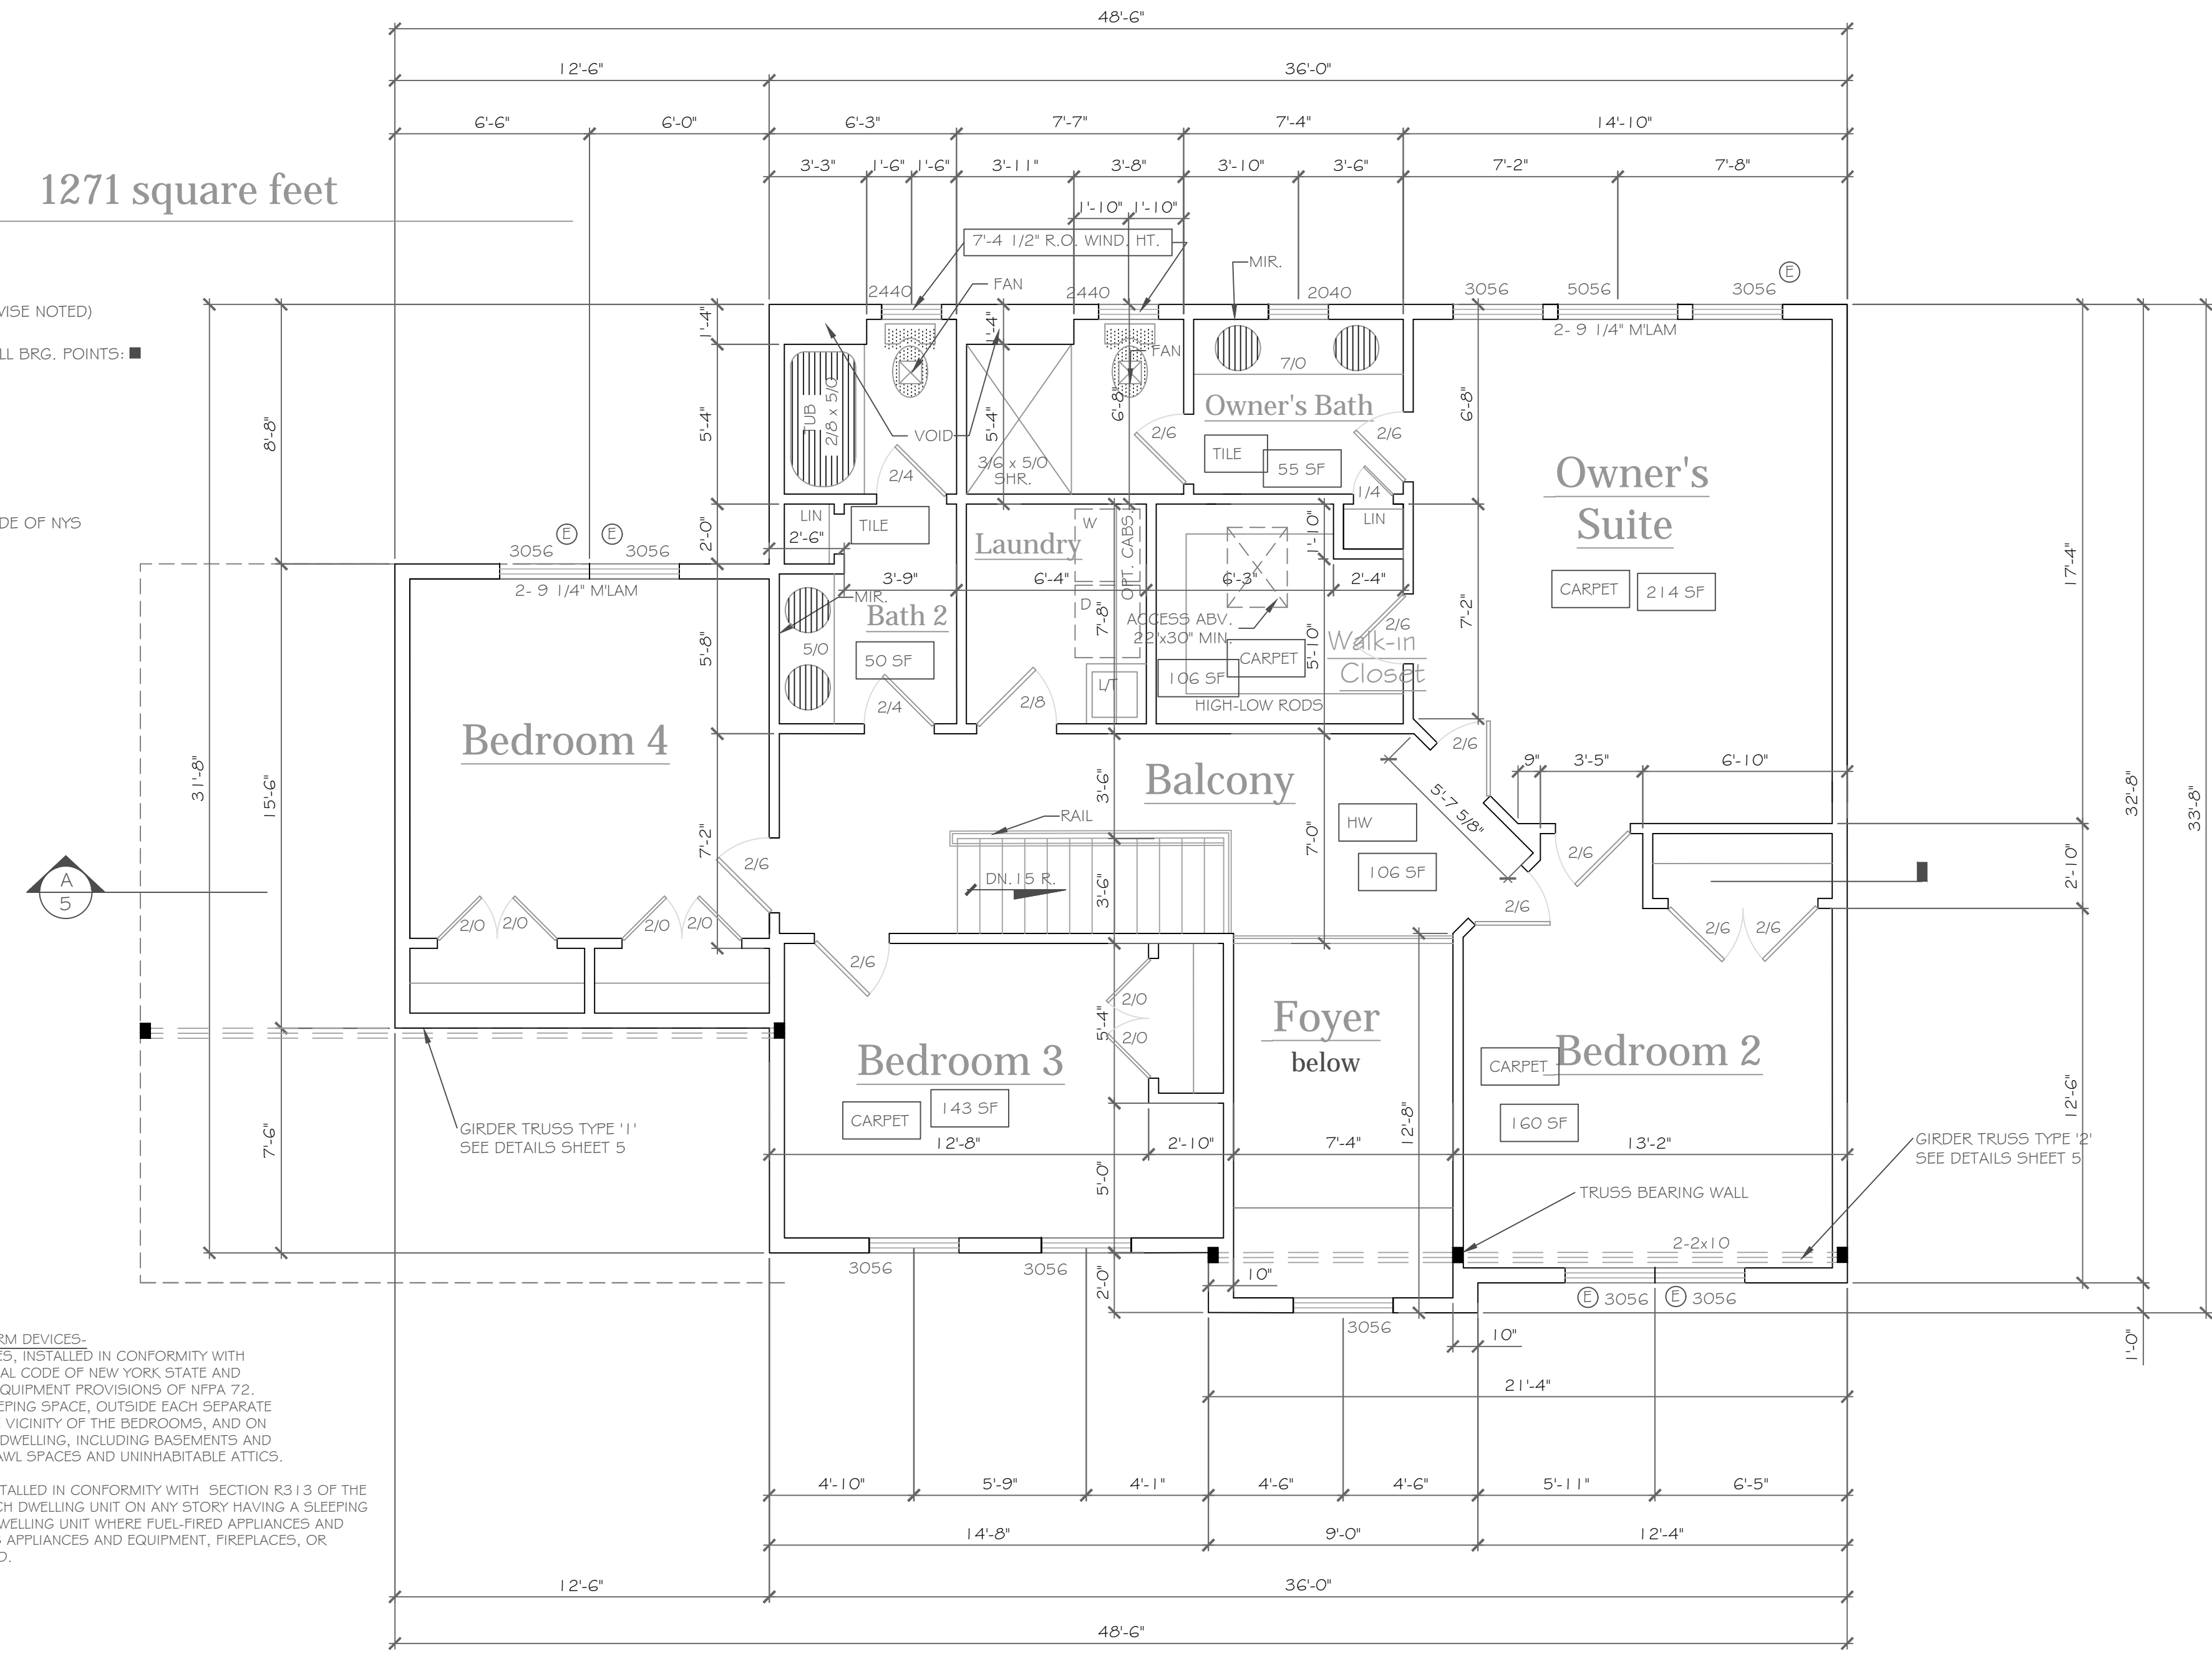 48'-6"
12'-6"
36'-0"
6'-6"
6'-0"
6'-3"
7'-7"
7'-4"
14'-10"
3'-3"
1'-6"
1'-6"
3'-11"
3'-8"
3'-10"
3'-6"
7'-2"
7'-8"
1'-10"
1'-10"
1271 square feet
7'-4 1/2" R.O. WIND. HT.
MIR.
FAN
E
2440
2440
2040
3056
5056
3056
VISE NOTED)
2- 9 1/4" M'LAM
LL BRG. POINTS:
1'-4"
1'-4"
FAN
7/0
TUB
2/8 x 5/0
5'-4"
5'-4"
6'-8"
Owner's Bath
6'-8"
8'-8"
VOID
2/6
2/6
TILE
55 SF
3/6 x 5/0
SHR.
2/4
1/4
Owner's
Suite
DE OF NYS
LIN
TILE
W
OPT. CABS.
LIN
2'-0"
2'-6"
1'-10"
E
E
3056
3056
Laundry
17'-4"
2- 9 1/4" M'LAM
3'-9"
6'-4"
6'-3"
2'-4"
CARPET
214 SF
MIR.
D
Bath 2
7'-8"
ACCESS ABV.
22"x30" MIN.
7'-2"
2/6
Walk-in
Closet
5'-8"
5/0
50 SF
5'-10"
CARPET
106 SF
L/T
HIGH-LOW RODS
2/4
2/8
Bedroom 4
2/6
31'-8"
15'-6"
Balcony
3'-6"
9"
3'-5"
6'-10"
32'-8"
33'-8"
5'-7 5/8"
RAIL
HW
7'-2"
7'-0"
2/6
2/6
106 SF
2'-10"
A
5
DN.15 R.
3'-6"
2/0
2/0
2/0
2/0
2/6
2/6
2/6
2/6
2/0
5'-4"
2/0
Foyer
below
Bedroom 3
Bedroom 2
CARPET
CARPET
143 SF
160 SF
12'-8"
12'-6"
GIRDER TRUSS TYPE '1'
SEE DETAILS SHEET 5
7'-6"
12'-8"
2'-10"
7'-4"
13'-2"
GIRDER TRUSS TYPE '2'
SEE DETAILS SHEET 5
5'-0"
TRUSS BEARING WALL
2-2x10
3056
3056
2'-0"
10"
E
3056
E
3056
3056
10"
1'-0"
RM DEVICES-
ES, INSTALLED IN CONFORMITY WITH
AL CODE OF NEW YORK STATE AND
QUIPMENT PROVISIONS OF NFPA 72.
EPING SPACE, OUTSIDE EACH SEPARATE
VICINITY OF THE BEDROOMS, AND ON
DWELLING, INCLUDING BASEMENTS AND
AWL SPACES AND UNINHABITABLE ATTICS.
21'-4"
TALLED IN CONFORMITY WITH SECTION R313 OF THE
CH DWELLING UNIT ON ANY STORY HAVING A SLEEPING
WELLING UNIT WHERE FUEL-FIRED APPLIANCES AND
S APPLIANCES AND EQUIPMENT, FIREPLACES, OR
D.
4'-10"
5'-9"
4'-1"
4'-6"
4'-6"
5'-11"
6'-5"
14'-8"
9'-0"
12'-4"
12'-6"
36'-0"
48'-6"